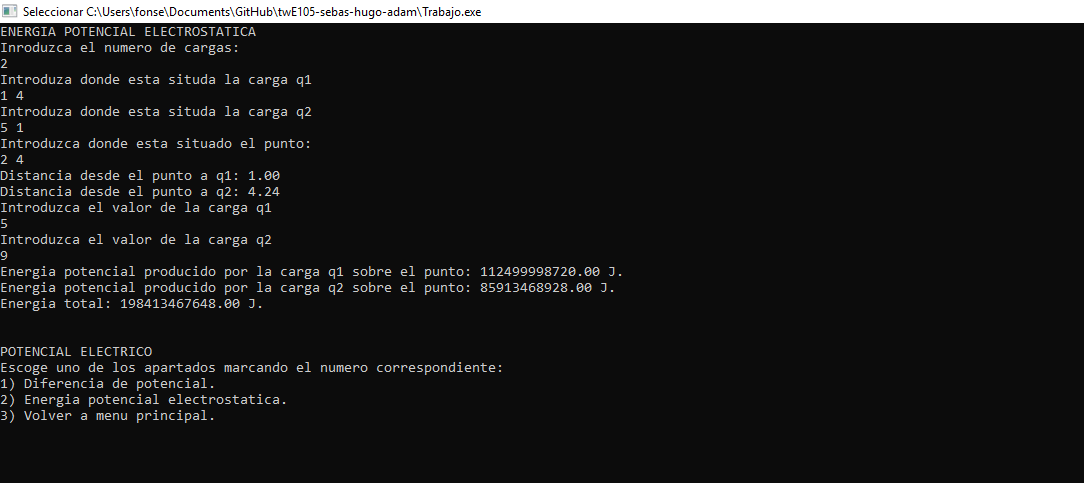 Seleccionar C:\Users\fonse\Documents\GitHub\twE105-sebas-hugo-adam\Trabajo.exe
ENERGIA POTENCIAL ELECTROSTATICA
Inroduzca el numero de cargas:
2
Introduza donde esta situda la carga q1
1 4
Introduza donde esta situda la carga q2
5 1
Introduzca donde esta situado el punto:
2 4
Distancia desde el punto a q1: 1.00
Distancia desde el punto a q2: 4.24
Introduzca el valor de la carga q1
5
Introduzca el valor de la carga q2
9
Energia potencial producido por la carga q1 sobre el punto: 112499998720.00 J.
Energia potencial producido por la carga q2 sobre el punto: 85913468928.00 J.
Energia total: 198413467648.00 J.
POTENCIAL ELECTRICO
Escoge uno de los apartados marcando el numero correspondiente:
1) Diferencia de potencial.
2) Energia potencial electrostatica.
3) Volver a menu principal.